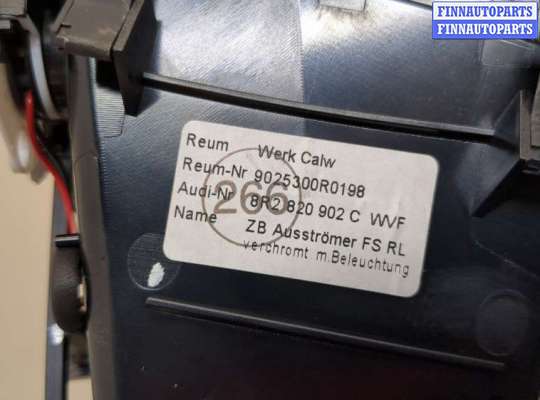 FINNAUTOPARTS
FINNAUTOPARTS
Reum Werk Calw
Reum-Nr 9025300R0198
Audi-Nr 8R2 820 902 C WVF
266
Name ZB Ausströmer FS RL
verchromt m.Beleuchtung